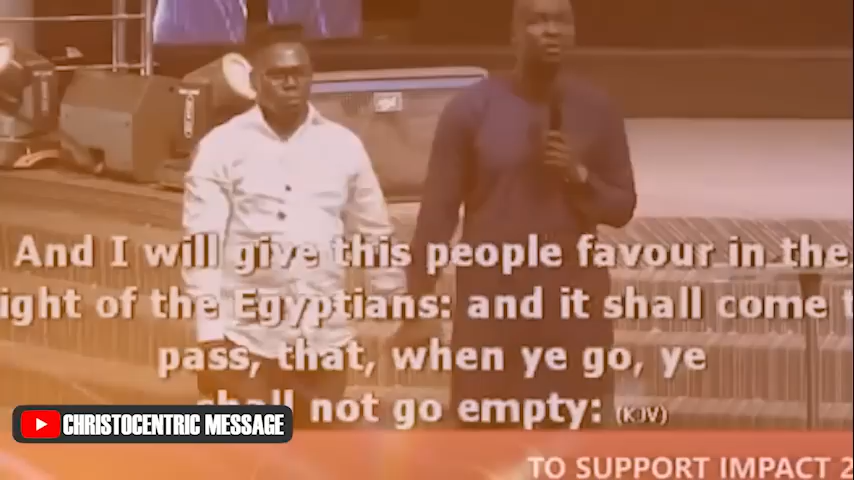 And I will give this people favour in the
ight of the Egyptians: and it shall come t
pass, that, when ye go, ye
shall not go empty: (KJV)
CHRISTOCENTRIC MESSAGE
TO SUPPORT IMPACT 2